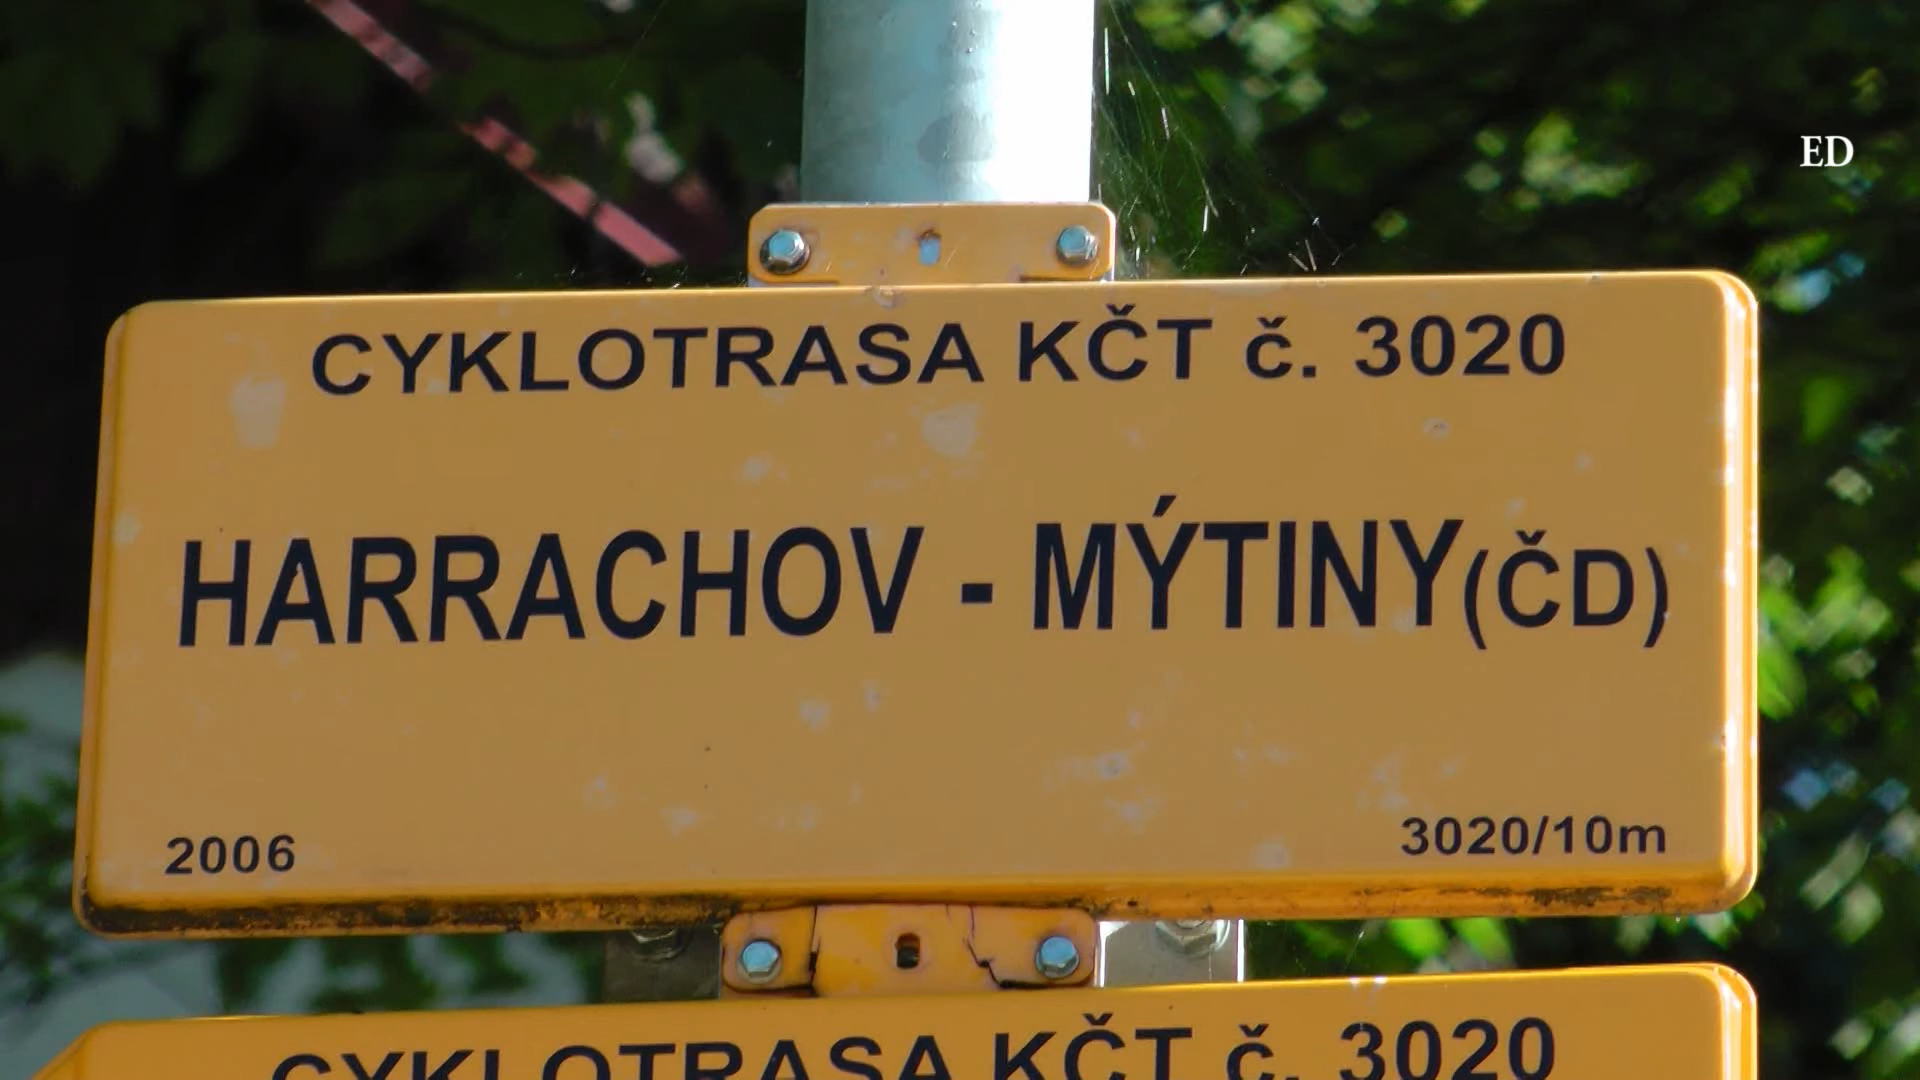 ED
CYKLOTRASA KČT č. 3020
HARRACHOV - MÝTINY (ČD)
2006
3020/10m
CYKLOTRASA KČT č. 3020